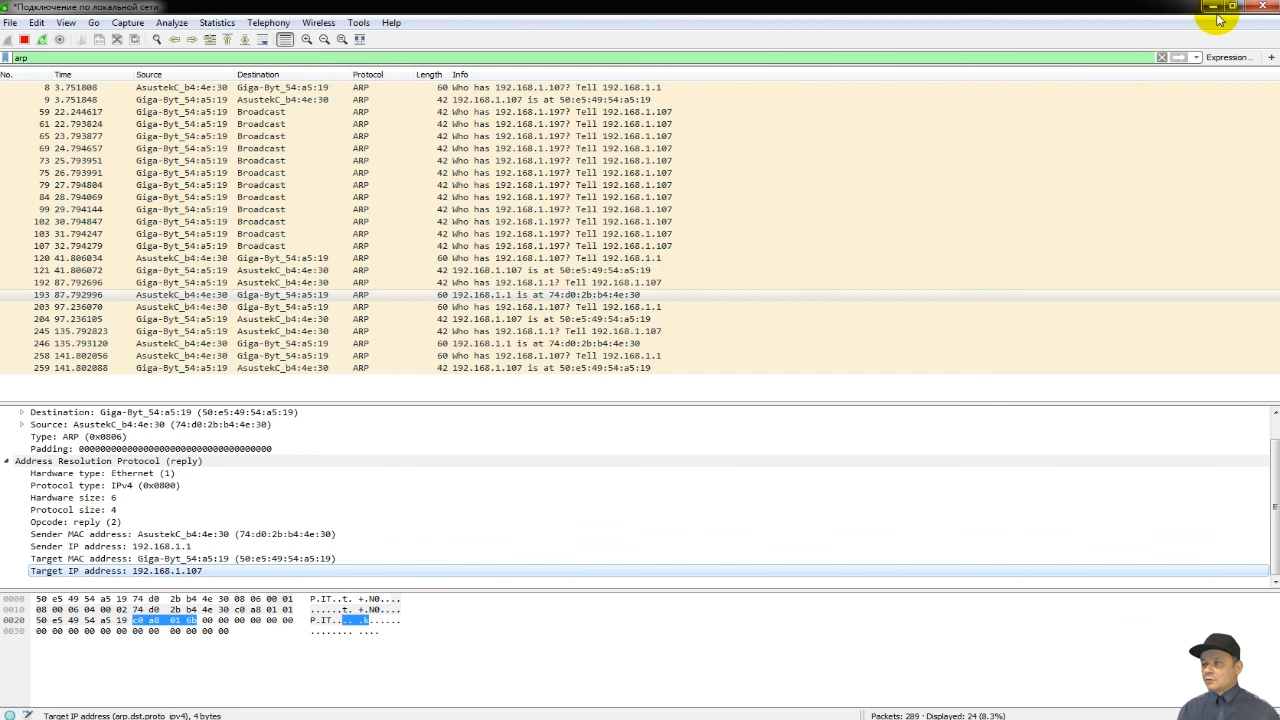 *Подключение по локальной сети
File Edit View Go Capture Analyze Statistics Telephony Wireless Tools Help
arp Expression... +
No. Time Source Destination Protocol Length Info
8 3.751808 AsustekC_b4:4e:30 Giga-Byt_54:a5:19 ARP 60 Who has 192.168.1.107? Tell 192.168.1.1
9 3.751848 Giga-Byt_54:a5:19 AsustekC_b4:4e:30 ARP 42 192.168.1.107 is at 50:e5:49:54:a5:19
59 22.244617 Giga-Byt_54:a5:19 Broadcast ARP 42 Who has 192.168.1.197? Tell 192.168.1.107
61 22.793824 Giga-Byt_54:a5:19 Broadcast ARP 42 Who has 192.168.1.197? Tell 192.168.1.107
65 23.793877 Giga-Byt_54:a5:19 Broadcast ARP 42 Who has 192.168.1.197? Tell 192.168.1.107
69 24.794657 Giga-Byt_54:a5:19 Broadcast ARP 42 Who has 192.168.1.197? Tell 192.168.1.107
73 25.793951 Giga-Byt_54:a5:19 Broadcast ARP 42 Who has 192.168.1.197? Tell 192.168.1.107
75 26.793991 Giga-Byt_54:a5:19 Broadcast ARP 42 Who has 192.168.1.197? Tell 192.168.1.107
79 27.794804 Giga-Byt_54:a5:19 Broadcast ARP 42 Who has 192.168.1.197? Tell 192.168.1.107
84 28.794069 Giga-Byt_54:a5:19 Broadcast ARP 42 Who has 192.168.1.197? Tell 192.168.1.107
99 29.794144 Giga-Byt_54:a5:19 Broadcast ARP 42 Who has 192.168.1.197? Tell 192.168.1.107
102 30.794847 Giga-Byt_54:a5:19 Broadcast ARP 42 Who has 192.168.1.197? Tell 192.168.1.107
103 31.794247 Giga-Byt_54:a5:19 Broadcast ARP 42 Who has 192.168.1.197? Tell 192.168.1.107
107 32.794279 Giga-Byt_54:a5:19 Broadcast ARP 42 Who has 192.168.1.197? Tell 192.168.1.107
120 41.806034 AsustekC_b4:4e:30 Giga-Byt_54:a5:19 ARP 60 Who has 192.168.1.107? Tell 192.168.1.1
121 41.806072 Giga-Byt_54:a5:19 AsustekC_b4:4e:30 ARP 42 192.168.1.107 is at 50:e5:49:54:a5:19
192 87.792696 Giga-Byt_54:a5:19 AsustekC_b4:4e:30 ARP 42 Who has 192.168.1.1? Tell 192.168.1.107
193 87.792996 AsustekC_b4:4e:30 Giga-Byt_54:a5:19 ARP 60 192.168.1.1 is at 74:d0:2b:b4:4e:30
203 97.236070 AsustekC_b4:4e:30 Giga-Byt_54:a5:19 ARP 60 Who has 192.168.1.107? Tell 192.168.1.1
204 97.236105 Giga-Byt_54:a5:19 AsustekC_b4:4e:30 ARP 42 192.168.1.107 is at 50:e5:49:54:a5:19
245 135.792823 Giga-Byt_54:a5:19 AsustekC_b4:4e:30 ARP 42 Who has 192.168.1.1? Tell 192.168.1.107
246 135.793120 AsustekC_b4:4e:30 Giga-Byt_54:a5:19 ARP 60 192.168.1.1 is at 74:d0:2b:b4:4e:30
258 141.802056 AsustekC_b4:4e:30 Giga-Byt_54:a5:19 ARP 60 Who has 192.168.1.107? Tell 192.168.1.1
259 141.802088 Giga-Byt_54:a5:19 AsustekC_b4:4e:30 ARP 42 192.168.1.107 is at 50:e5:49:54:a5:19
Destination: Giga-Byt_54:a5:19 (50:e5:49:54:a5:19)
Source: AsustekC_b4:4e:30 (74:d0:2b:b4:4e:30)
Type: ARP (0x0806)
Padding: 000000000000000000000000000000000000
Address Resolution Protocol (reply)
Hardware type: Ethernet (1)
Protocol type: IPv4 (0x0800)
Hardware size: 6
Protocol size: 4
Opcode: reply (2)
Sender MAC address: AsustekC_b4:4e:30 (74:d0:2b:b4:4e:30)
Sender IP address: 192.168.1.1
Target MAC address: Giga-Byt_54:a5:19 (50:e5:49:54:a5:19)
Target IP address: 192.168.1.107
0000 50 e5 49 54 a5 19 74 d0 2b b4 4e 30 08 06 00 01 P.IT..t. +.N0....
0010 08 00 06 04 00 02 74 d0 2b b4 4e 30 c0 a8 01 01 ......t. +.N0....
0020 50 e5 49 54 a5 19 c0 a8 01 6b 00 00 00 00 00 00 P.IT.... .k......
0030 00 00 00 00 00 00 00 00 00 00 00 00 ........ ....
Target IP address (arp.dst.proto_ipv4), 4 bytes Packets: 289 · Displayed: 24 (8.3%)